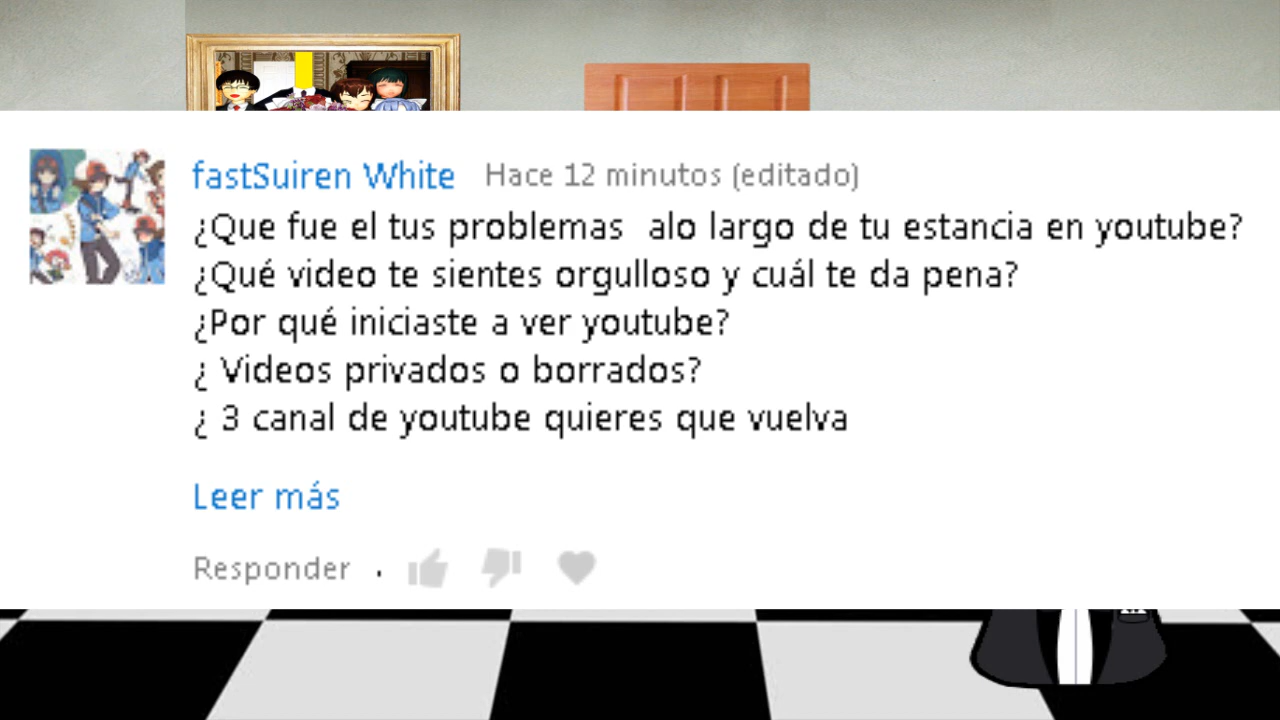 fastSuiren White Hace 12 minutos (editado)
¿Que fue el tus problemas  alo largo de tu estancia en youtube?
¿Qué video te sientes orgulloso y cuál te da pena?
¿Por qué iniciaste a ver youtube?
¿ Videos privados o borrados?
¿ 3 canal de youtube quieres que vuelva
Leer más
Responder .